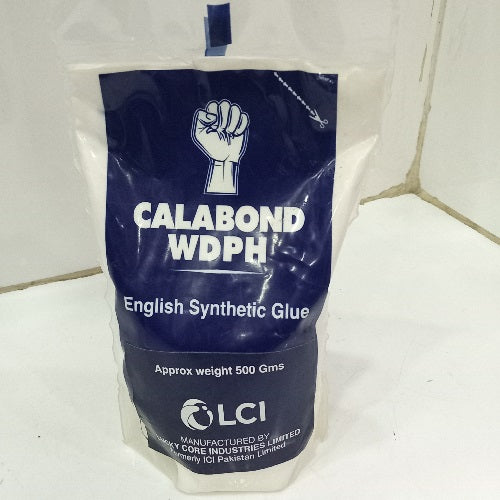 CALABOND
WDPH
English Synthetic Glue
Approx weight 500 Gms
LCI
MANUFACTURED BY
CORE INDUSTRIES LIMITED
Formerly ICI Pakistan Limited